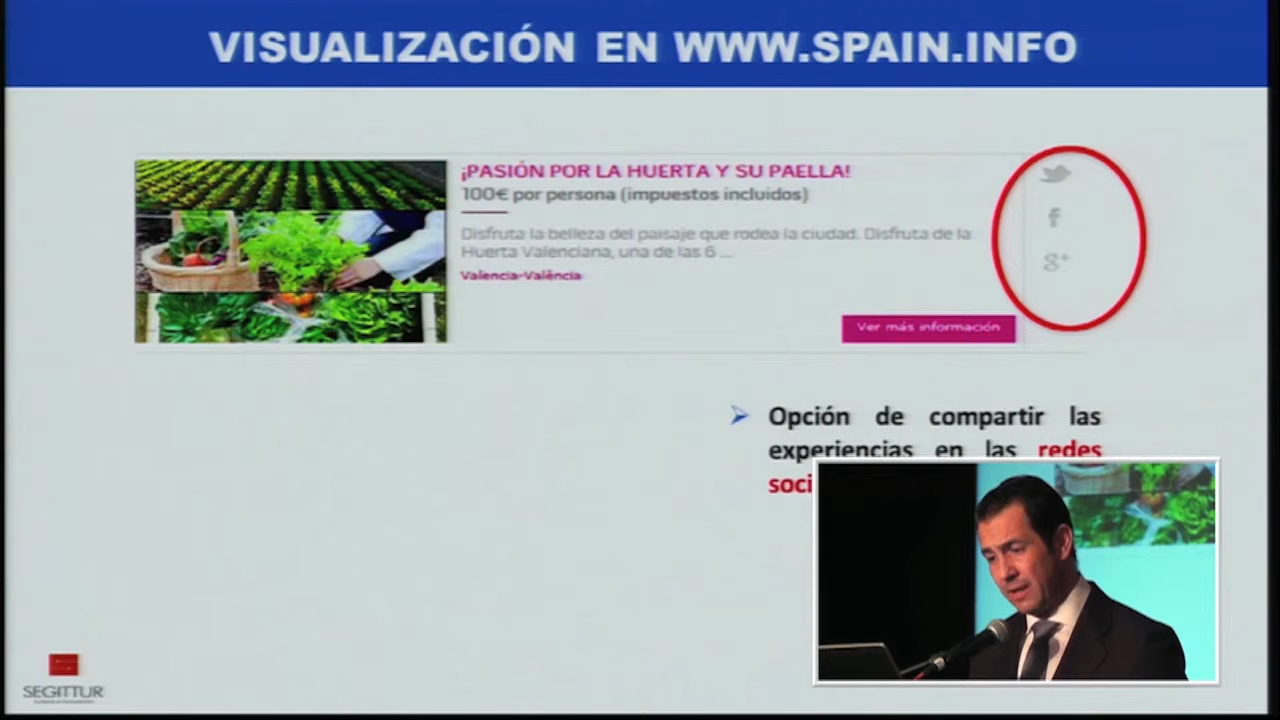 VISUALIZACIÓN EN WWW.SPAIN.INFO
¡PASIÓN POR LA HUERTA Y SU PAELLA!
100€ por persona (impuestos incluidos)
Disfruta la belleza del paisaje que rodea la ciudad. Disfruta de la
Huerta Valenciana, una de las 6 ...
Valencia-València
Ver más información
g+
Opción de compartir las
experiencias en las redes
soci
SEGITTUR